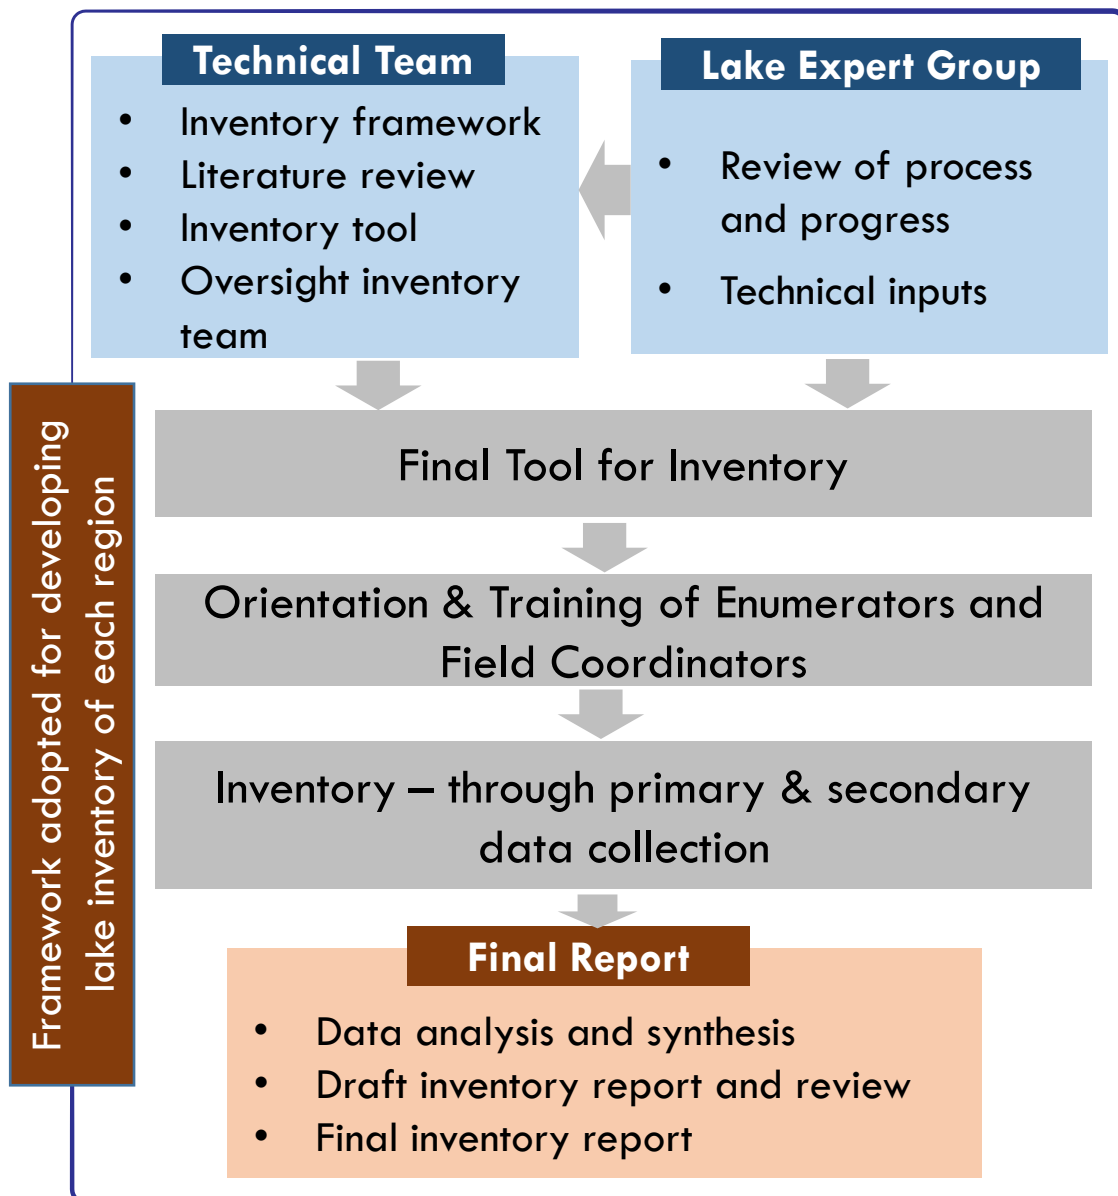 Technical Team
• Inventory framework
• Literature review
• Inventory tool
• Oversight inventory
team
Lake Expert Group
• Review of process
and progress
• Technical inputs
Framework adopted for developing
lake inventory of each region
Final Tool for Inventory
Orientation & Training of Enumerators and
Field Coordinators
Inventory – through primary & secondary
data collection
Final Report
• Data analysis and synthesis
• Draft inventory report and review
• Final inventory report